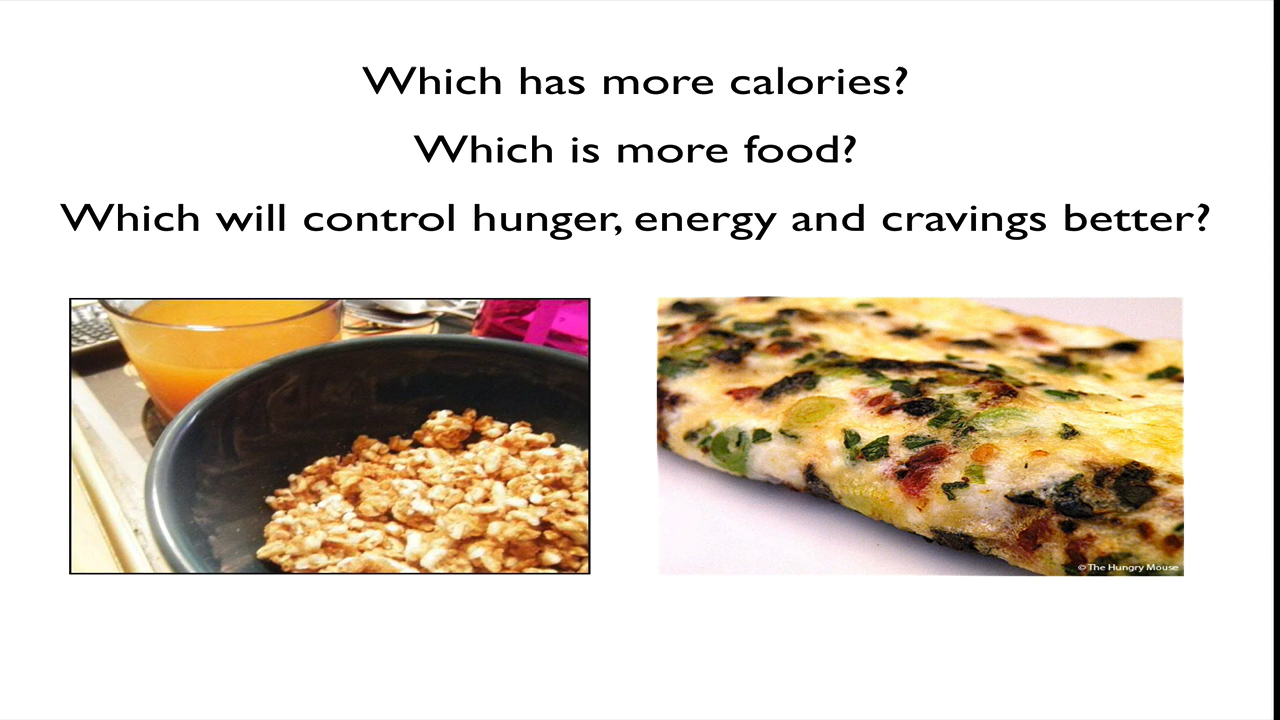 Which has more calories?
Which is more food?
Which will control hunger, energy and cravings better?
© The Hungry Mouse